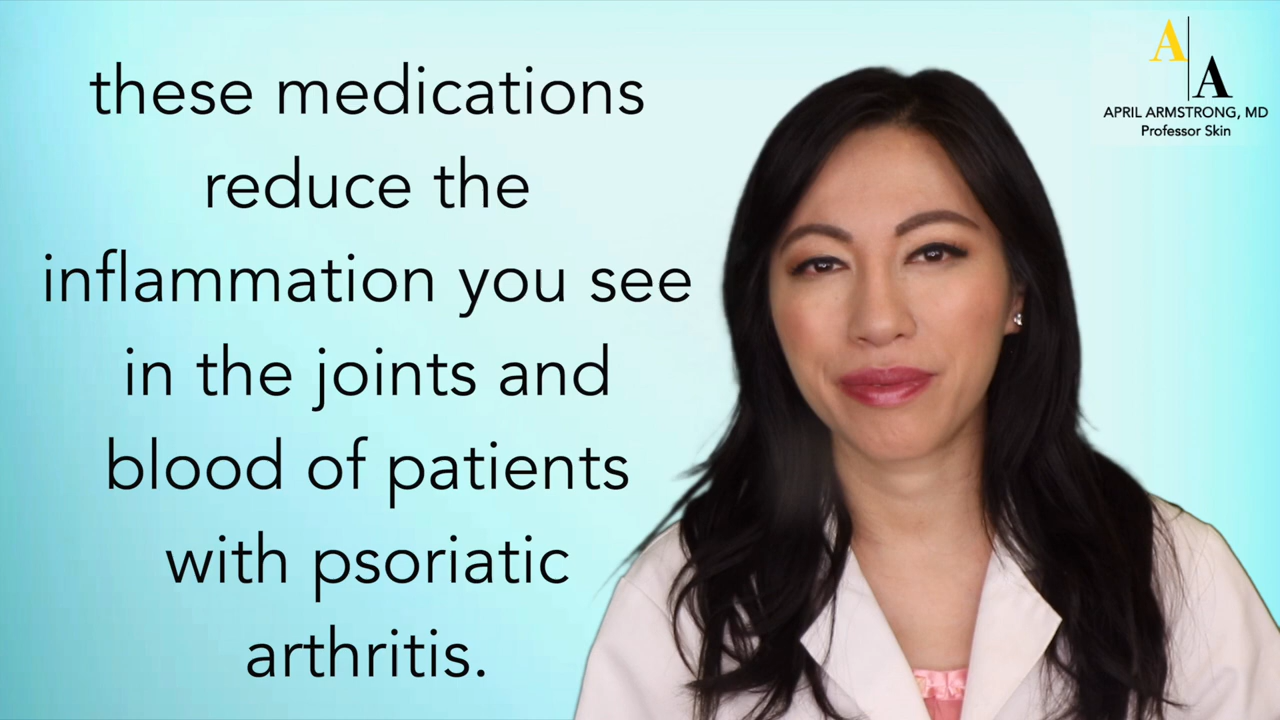 these medications
reduce the
inflammation you see
in the joints and
blood of patients
with psoriatic
arthritis.
A A
APRIL ARMSTRONG, MD
Professor Skin